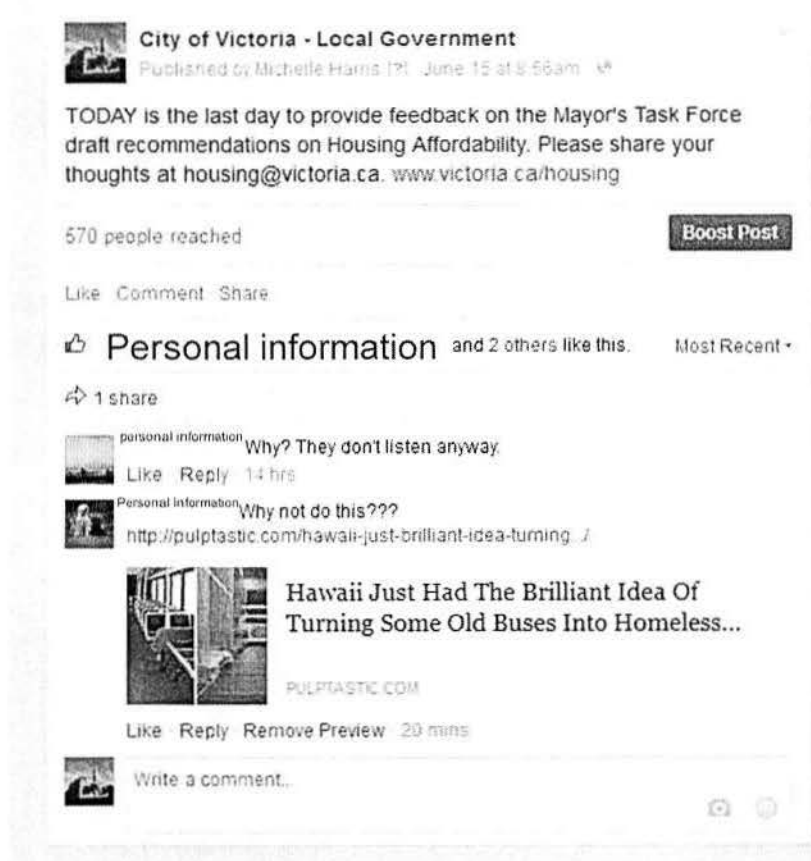 City of Victoria - Local Government
Published by Michelle Harris [?] June 15 at 8:56am
TODAY is the last day to provide feedback on the Mayor's Task Force
draft recommendations on Housing Affordability. Please share your
thoughts at housing@victoria.ca. www.victoria.ca/housing
570 people reached
Boost Post
Like Comment Share
Personal information and 2 others like this. Most Recent
1 share
personal information Why? They don't listen anyway.
Like Reply 14 hrs
Personal Information Why not do this???
http://pulptastic.com/hawaii-just-brilliant-idea-turning.../
Hawaii Just Had The Brilliant Idea Of
Turning Some Old Buses Into Homeless...
PULPTASTIC.COM
Like Reply Remove Preview 20 mins
Write a comment...